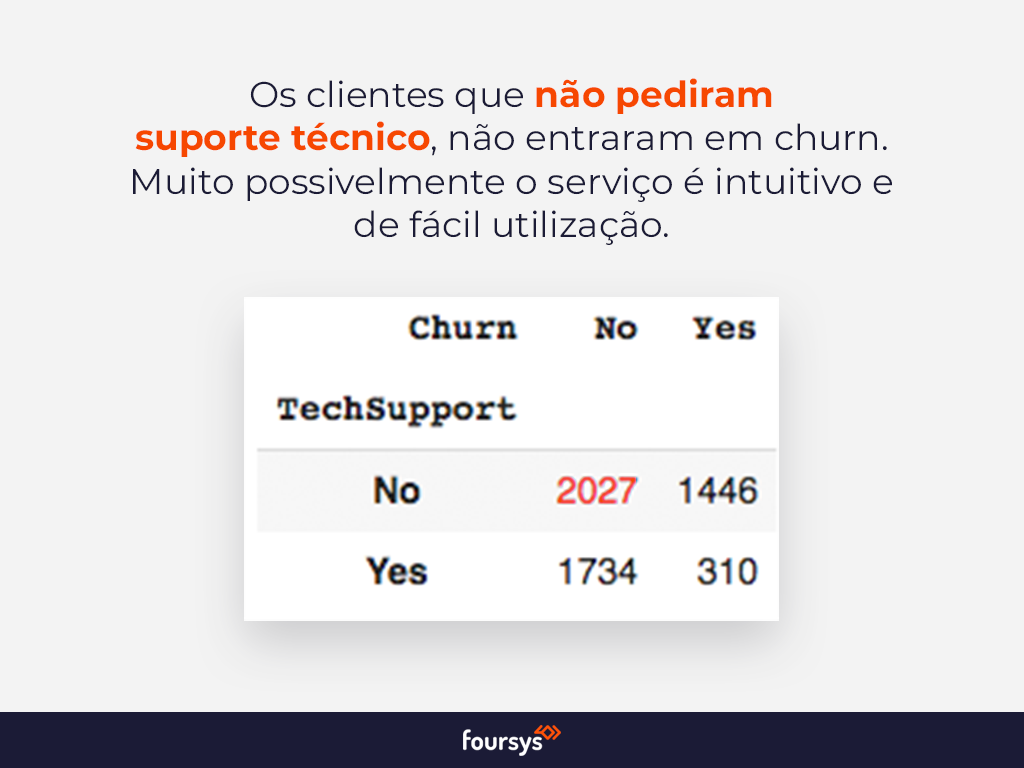 Os clientes que não pediram
suporte técnico, não entraram em churn.
Muito possivelmente o serviço é intuitivo e
de fácil utilização.
Churn No Yes
TechSupport
No 2027 1446
Yes 1734 310
foursys